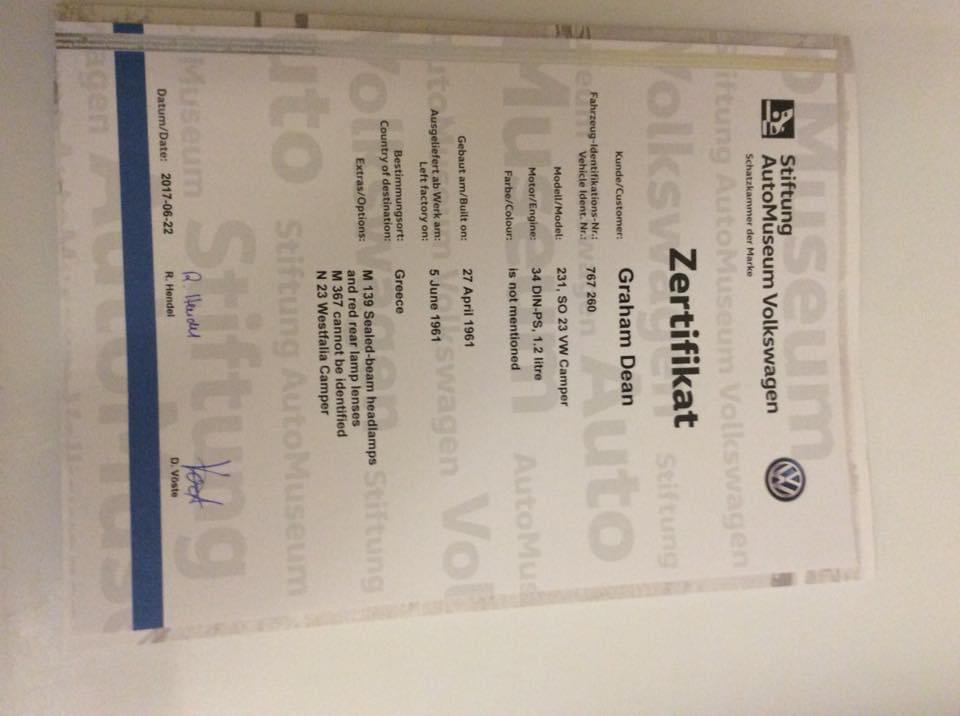 Stiftung
AutoMuseum Volkswagen
Schatzkammer der Marke
Zertifikat
Kunde/Customer: Graham Dean
Fahrzeug-Identifikations-Nr.:
Vehicle Ident. Nr.: 767 260
Modell/Model: 231, SO 23 VW Camper
Motor/Engine: 34 DIN-PS, 1.2 litre
Farbe/Colour: is not mentioned
Gebaut am/Built on: 27 April 1961
Ausgeliefert ab Werk am:
Left factory on: 5 June 1961
Bestimmungsort:
Country of destination: Greece
Extras/Options: M 139 Sealed-beam headlamps
and red rear lamp lenses
M 367 cannot be identified
N 23 Westfalia Camper
Datum/Date: 2017-06-22
R. Hendel
R. Hendel
D. Vöste